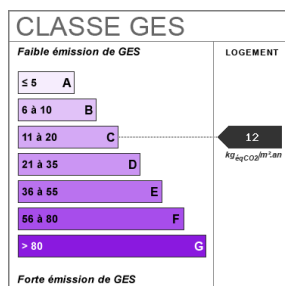 CLASSE GES
Faible émission de GES
LOGEMENT
≤ 5 A
6 à 10 B
11 à 20 C
12
kgéqCO2/m².an
21 à 35 D
36 à 55 E
56 à 80 F
> 80 G
Forte émission de GES